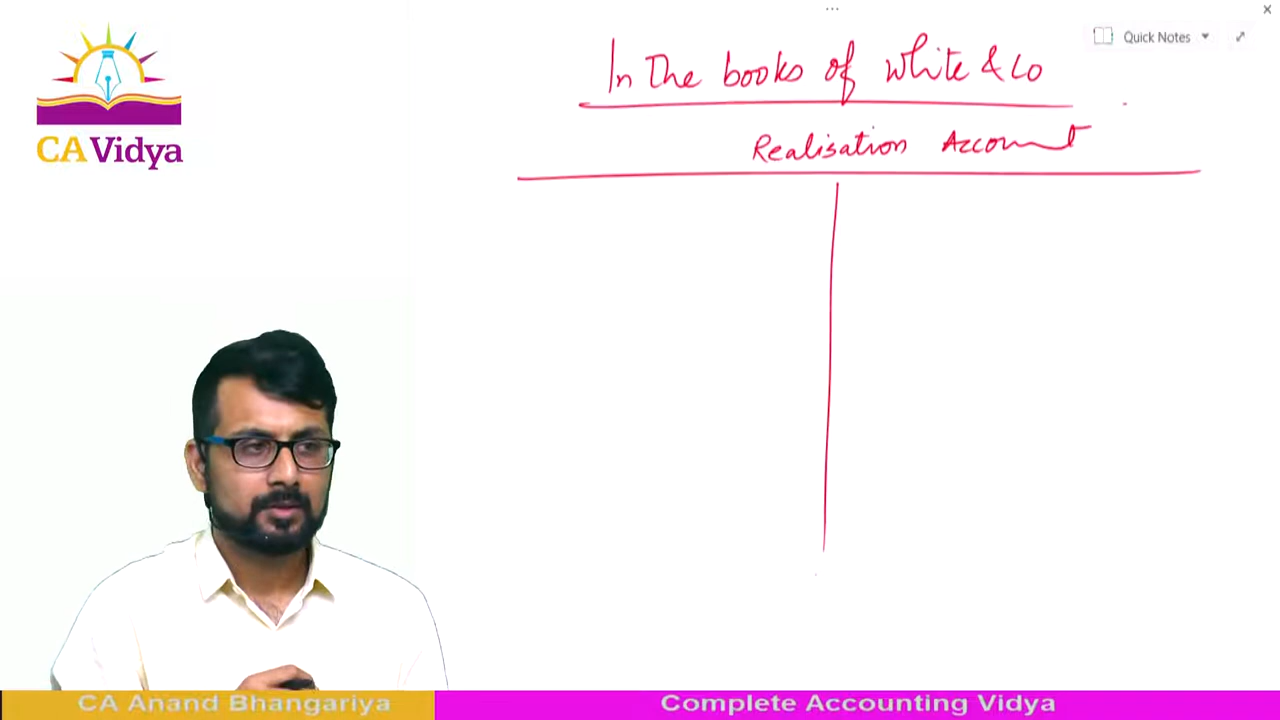 CA Vidya
Quick Notes
In The books of White & Co
Realisation Account
CA Anand Bhangariya
Complete Accounting Vidya